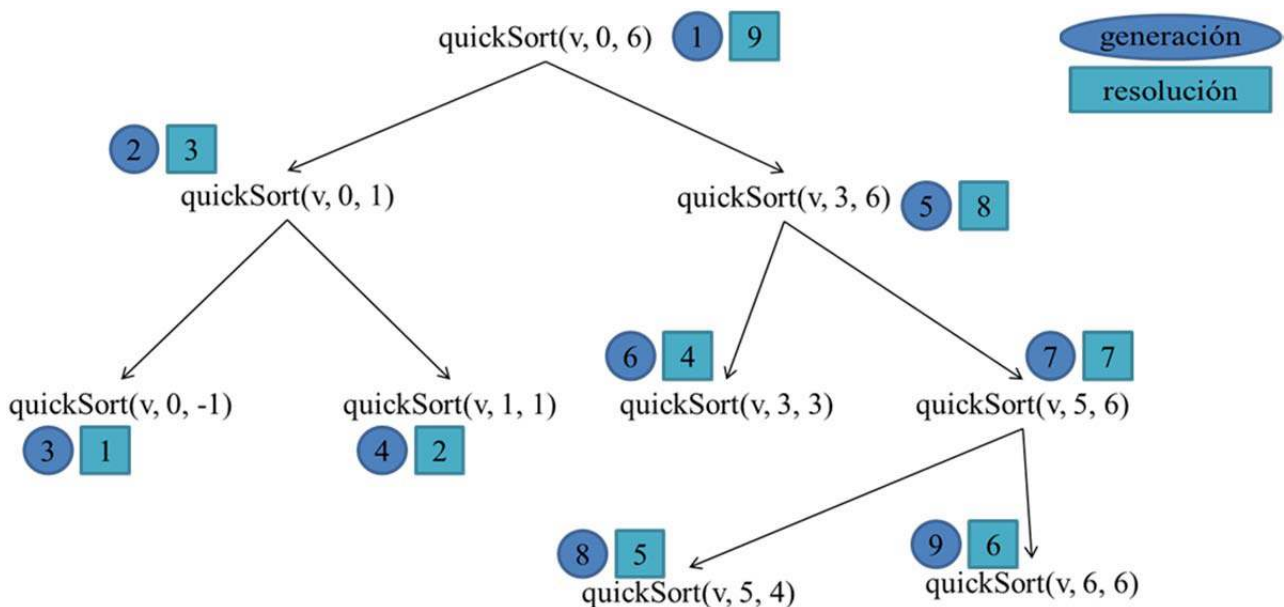 quickSort(v, 0, 6) 1 9
generación
resolución
2 3
quickSort(v, 0, 1)
quickSort(v, 3, 6) 5 8
6 4
7 7
quickSort(v, 0, -1)
quickSort(v, 1, 1)
quickSort(v, 3, 3)
quickSort(v, 5, 6)
3 1
4 2
8 5
9 6
quickSort(v, 5, 4)
quickSort(v, 6, 6)